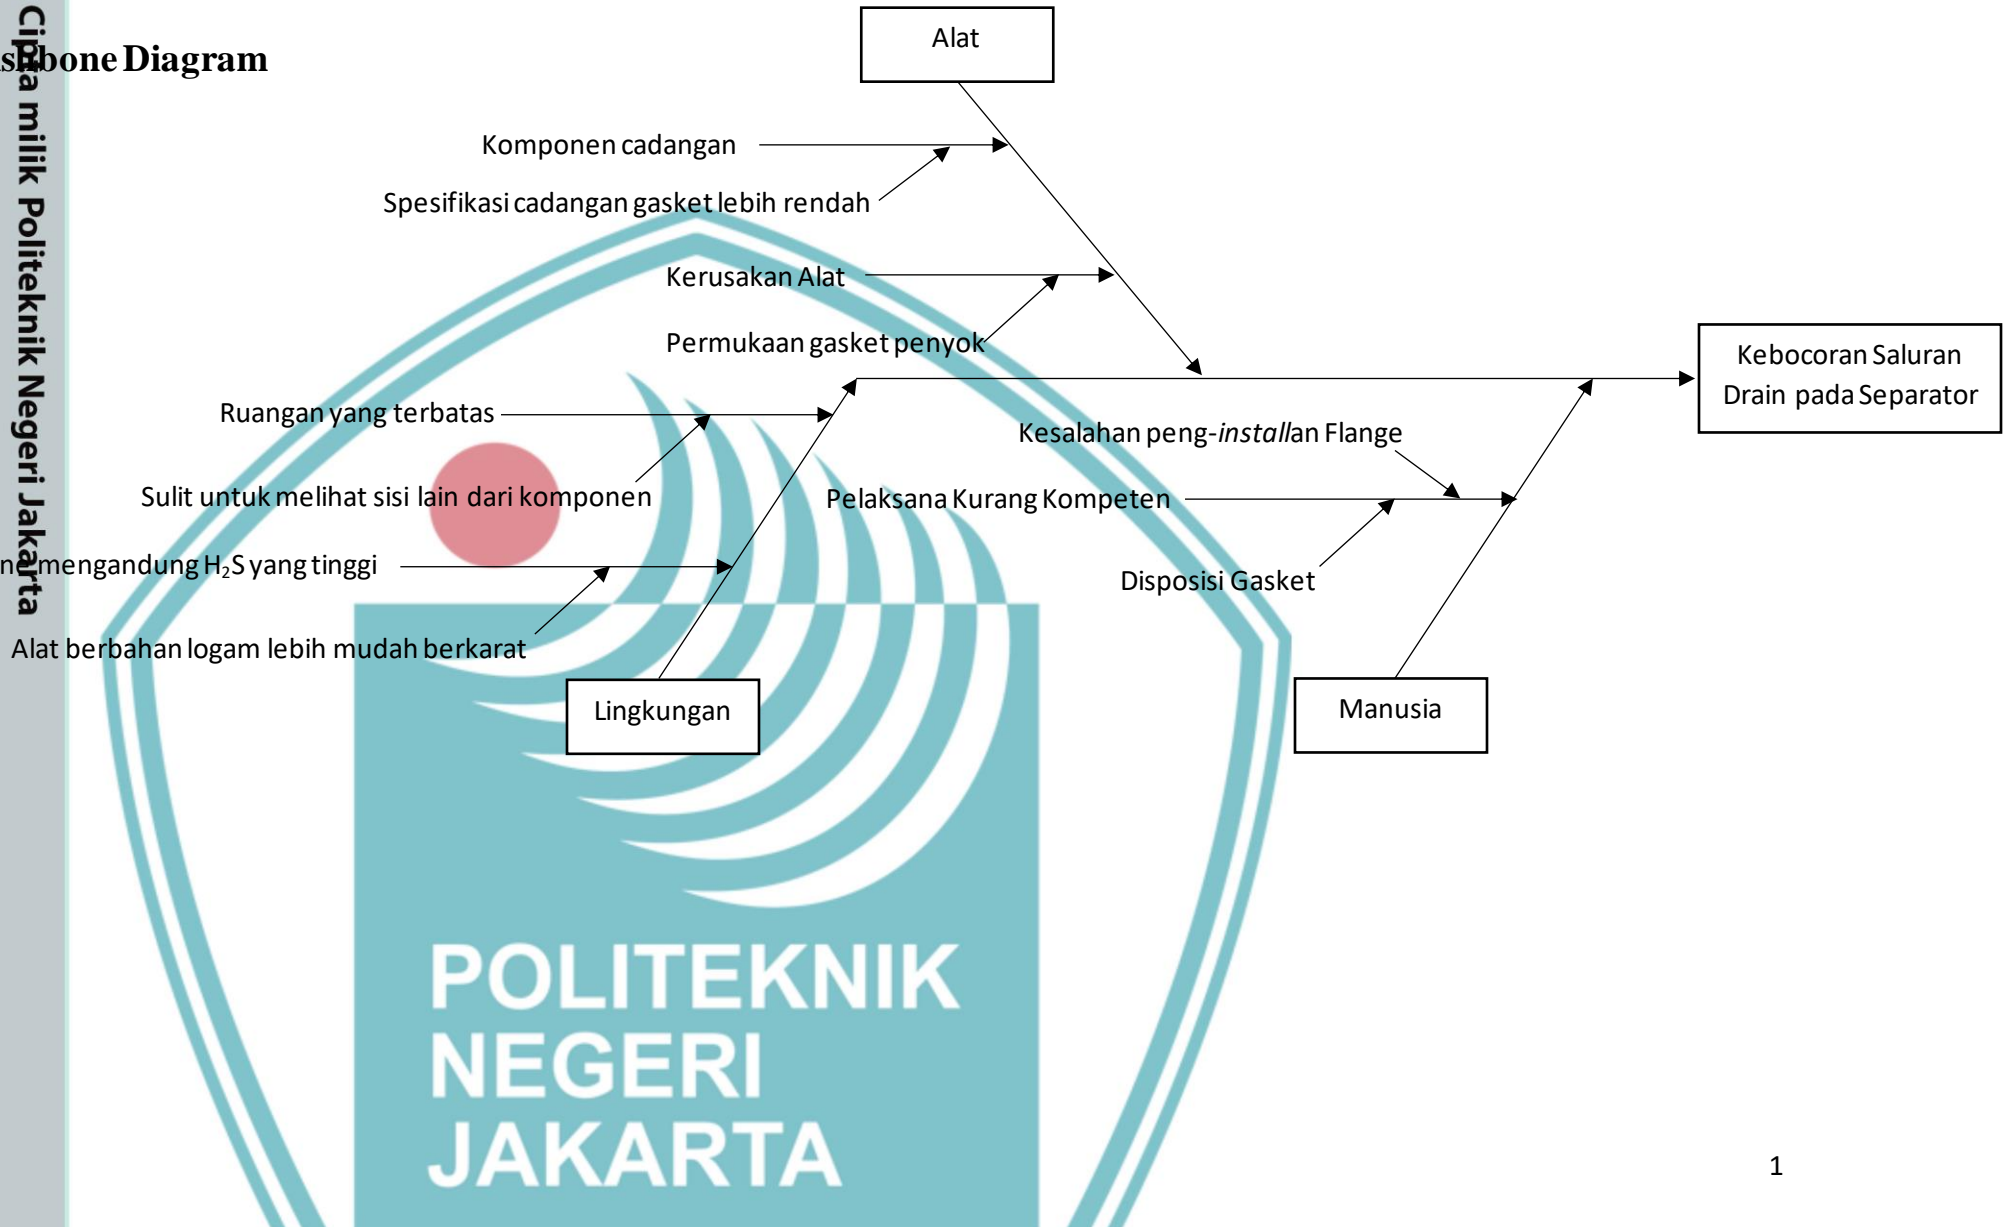 Cipta milik Politeknik Negeri Jakarta
Diagram
Alat
Komponen cadangan
Spesifikasi cadangan gasket lebih rendah
Kerusakan Alat
Permukaan gasket penyok
Kebocoran Saluran
Drain pada Separator
Ruangan yang terbatas
Kesalahan peng-installan Flange
Sulit untuk melihat sisi lain dari komponen
Pelaksana Kurang Kompeten
mengandung H₂S yang tinggi
Disposisi Gasket
Alat berbahan logam lebih mudah berkarat
Lingkungan
Manusia
POLITEKNIK
NEGERI
JAKARTA
1